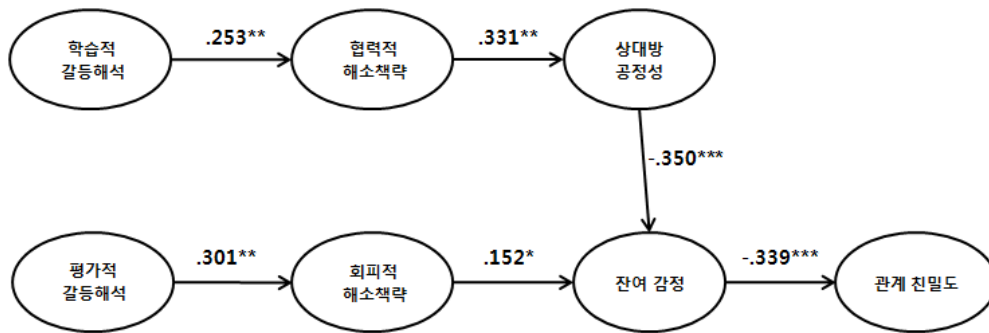 .253**
.331**
학습적
갈등해석
협력적
해소책략
상대방
공정성
-.350***
.301**
.152*
-.339***
평가적
갈등해석
회피적
해소책략
잔여 감정
관계 친밀도